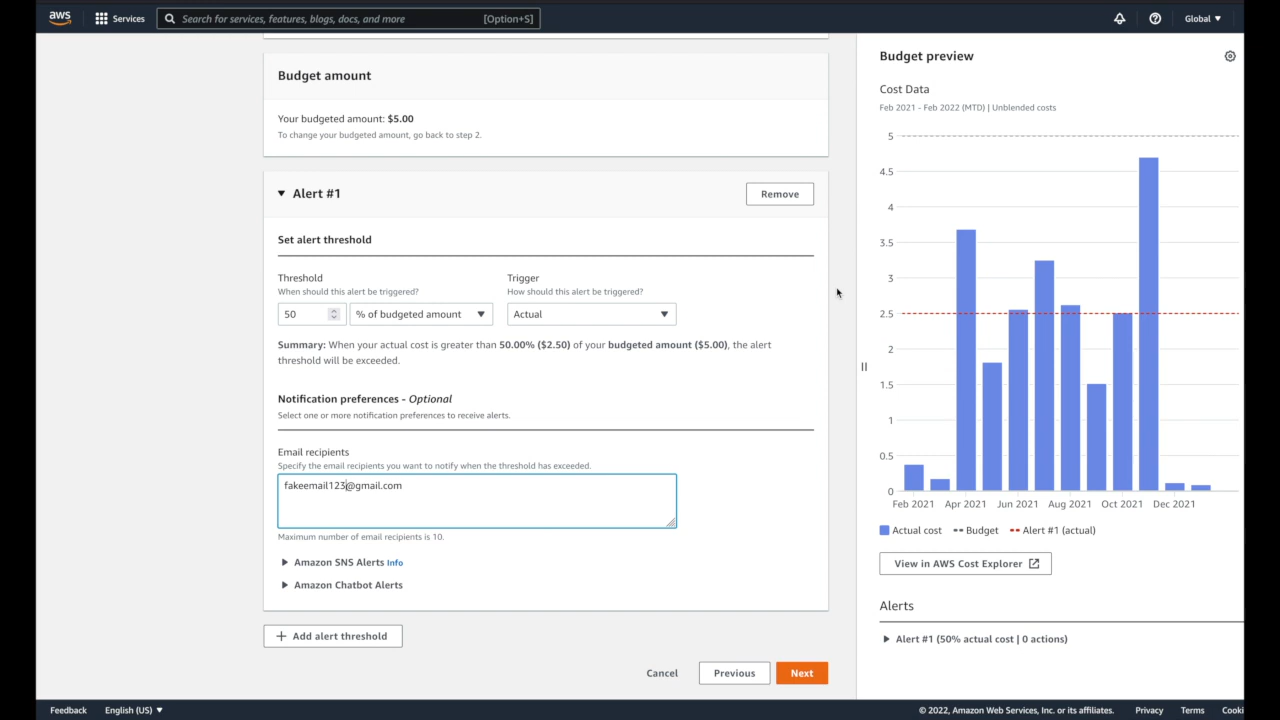 aws
Services
Search for services, features, blogs, docs, and more
[Option+S]
Global
Budget amount
Your budgeted amount: $5.00
To change your budgeted amount, go back to step 2.
Alert #1
Remove
Set alert threshold
Threshold
When should this alert be triggered?
50
% of budgeted amount
Trigger
How should this alert be triggered?
Actual
Summary: When your actual cost is greater than 50.00% ($2.50) of your budgeted amount ($5.00), the alert
threshold will be exceeded.
Notification preferences - Optional
Select one or more notification preferences to receive alerts.
Email recipients
Specify the email recipients you want to notify when the threshold has exceeded.
fakeemail123@gmail.com
Maximum number of email recipients is 10.
Amazon SNS Alerts Info
Amazon Chatbot Alerts
Add alert threshold
Cancel
Previous
Next
Budget preview
Cost Data
Feb 2021 - Feb 2022 (MTD) | Unblended costs
5
4.5
4
3.5
3
2.5
2
1.5
1
0.5
0
Feb 2021 Apr 2021 Jun 2021 Aug 2021 Oct 2021 Dec 2021
Actual cost Budget Alert #1 (actual)
View in AWS Cost Explorer
Alerts
Alert #1 (50% actual cost | 0 actions)
Feedback
English (US)
© 2022, Amazon Web Services, Inc. or its affiliates.
Privacy
Terms
Cooki